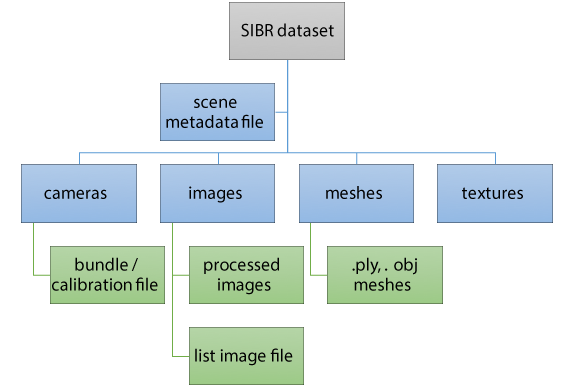 SIBR dataset
scene
metadata file
cameras
images
meshes
textures
bundle /
calibration file
processed
images
.ply, . obj
meshes
list image file